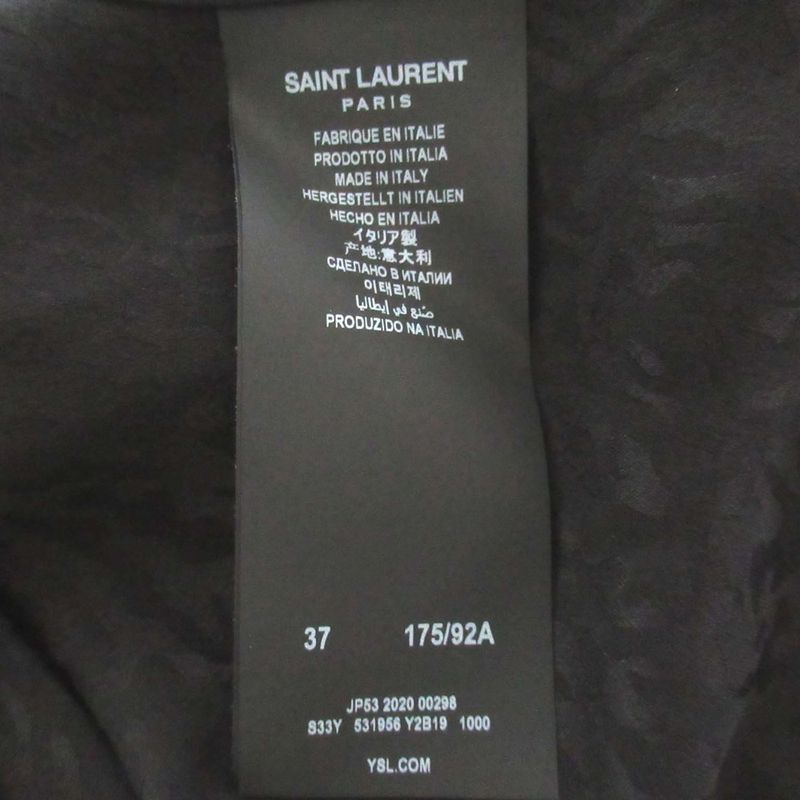 SAINT LAURENT
PARIS
FABRIQUE EN ITALIE
PRODOTTO IN ITALIA
MADE IN ITALY
HERGESTELLT IN ITALIEN
HECHO EN ITALIA
イタリア製
产地:意大利
СДЕЛАНО В ИТАЛИИ
이태리제
صُنع في إيطاليا
PRODUZIDO NA ITALIA
37 175/92A
JP53 2020 00298
S33Y 531956 Y2B19 1000
YSL.COM